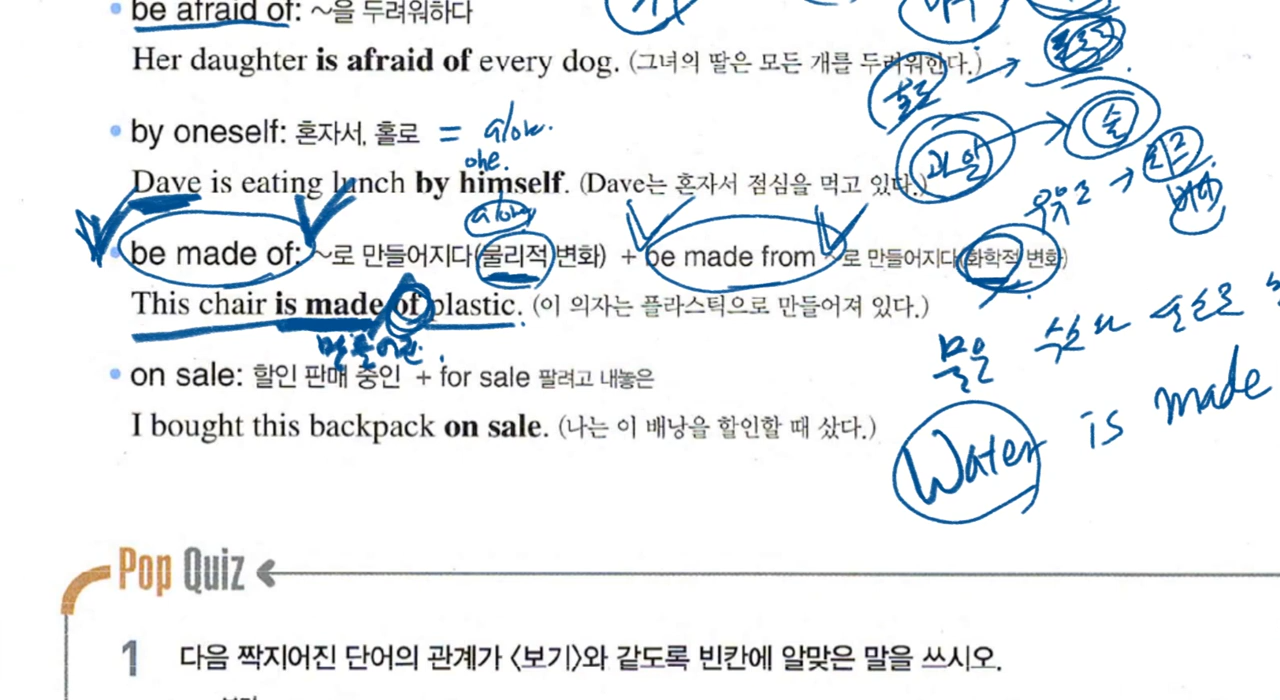 • be afraid of: ~을 두려워하다
Her daughter is afraid of every dog. (그녀의 딸은 모든 개를 두려워한다.)
• by oneself: 혼자서, 홀로 = alone.
one.
Dave is eating lunch by himself. (Dave는 혼자서 점심을 먹고 있다.)
alone
과일 → 술
우유로 →
• be made of: ~로 만들어지다(물리적 변화) + be made from ~로 만들어지다(화학적 변화)
This chair is made of plastic. (이 의자는 플라스틱으로 만들어져 있다.)
물은
• on sale: 할인 판매 중인 + for sale 팔려고 내놓은
Water is made
I bought this backpack on sale. (나는 이 배낭을 할인할 때 샀다.)
Pop Quiz
1 다음 짝지어진 단어의 관계가 <보기>와 같도록 빈칸에 알맞은 말을 쓰시오.